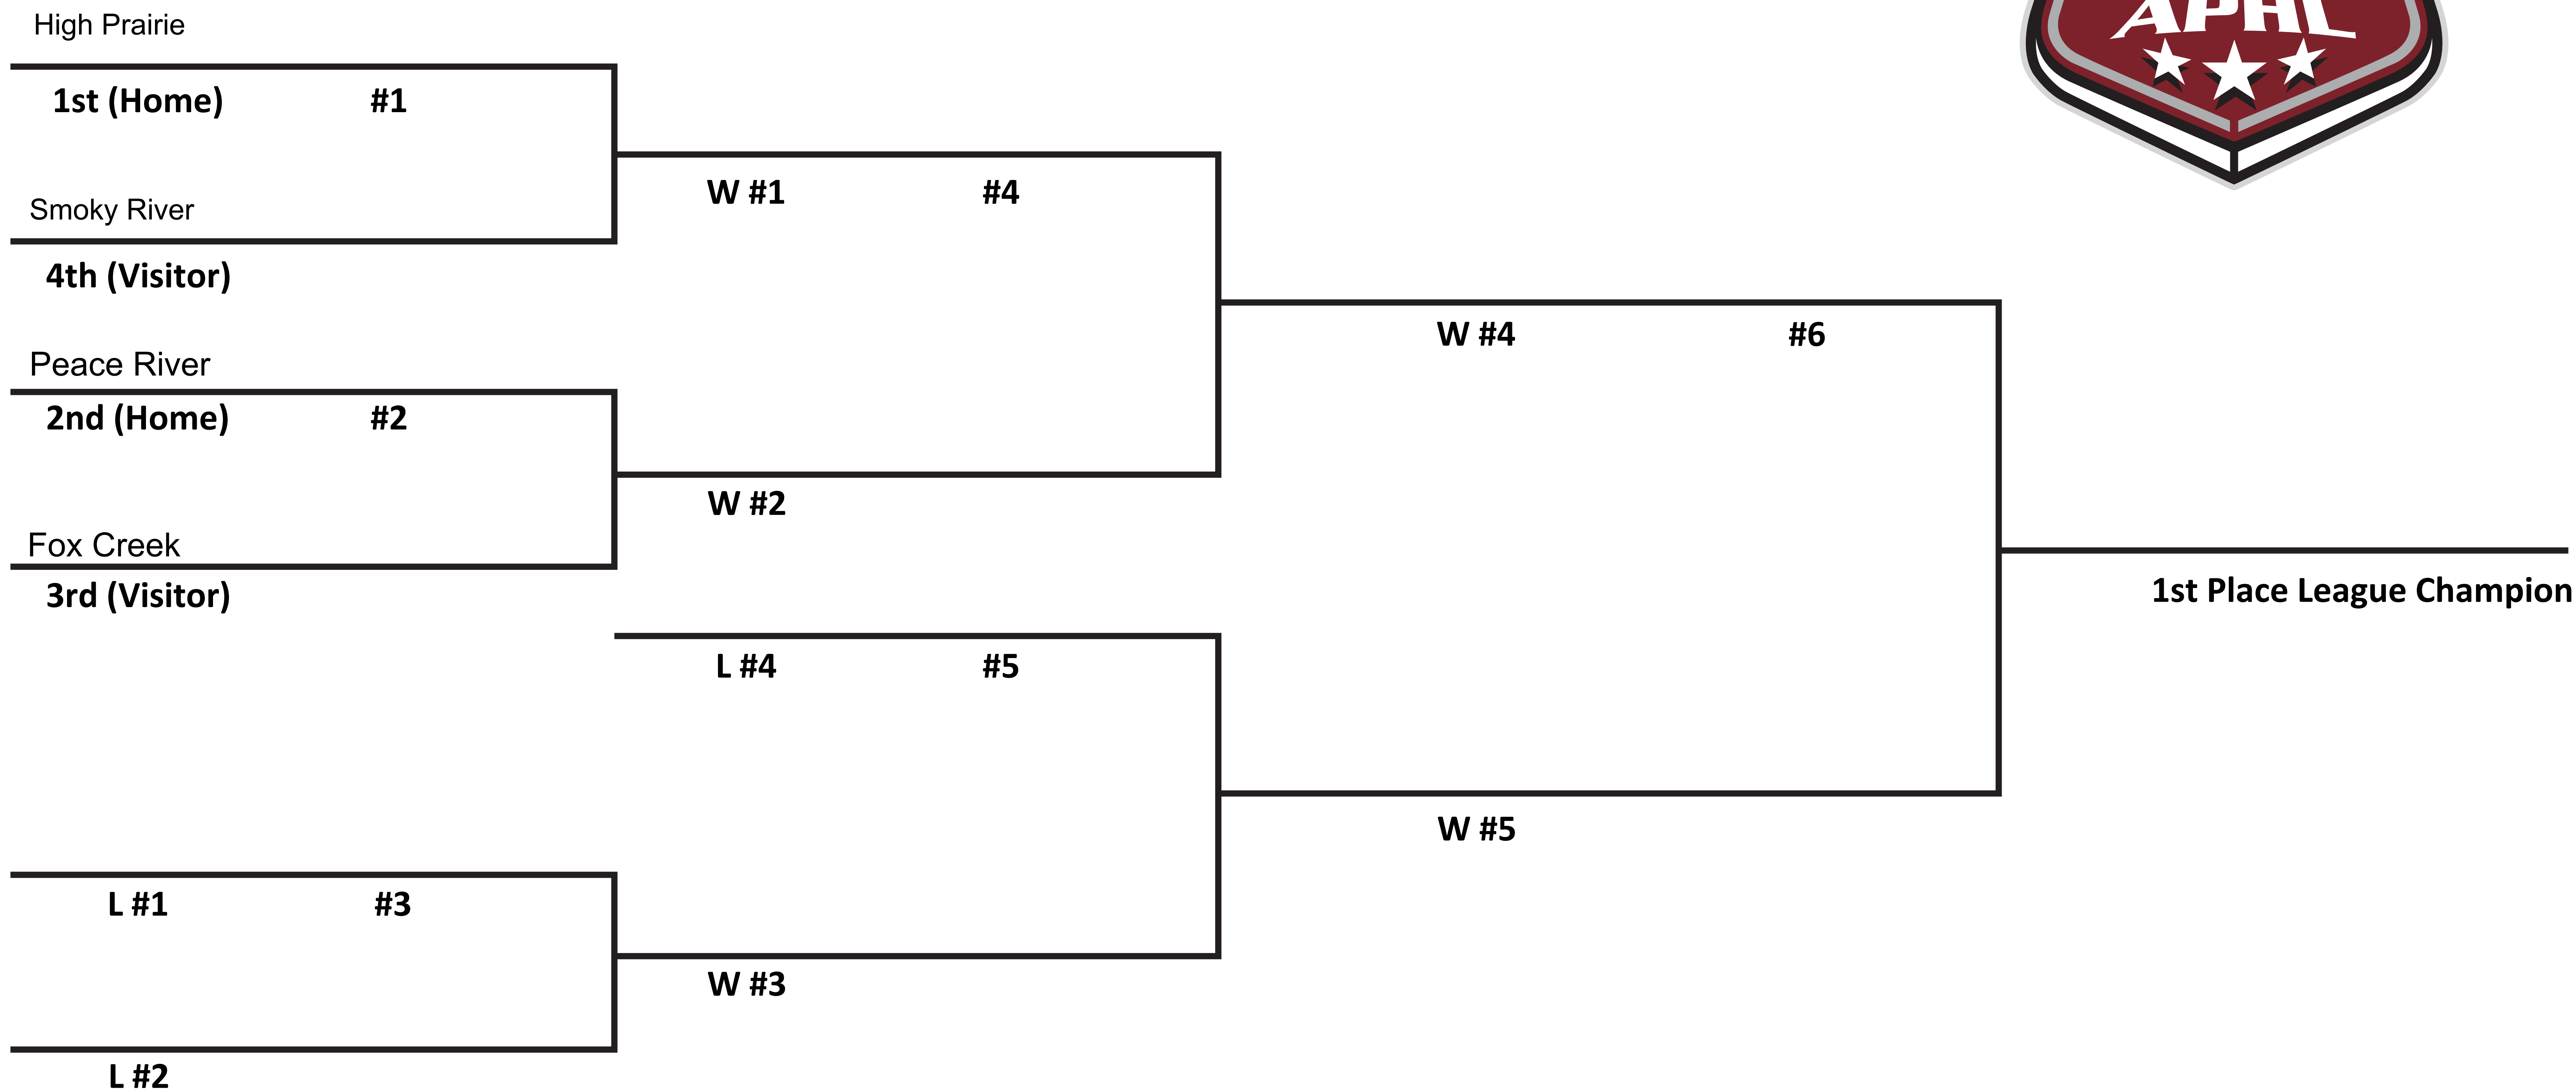 High Prairie
APHL
1st (Home) #1
W #1 #4
Smoky River
4th (Visitor)
W #4 #6
Peace River
2nd (Home) #2
W #2
Fox Creek
3rd (Visitor)
1st Place League Champion
L #4 #5
W #5
L #1 #3
W #3
L #2